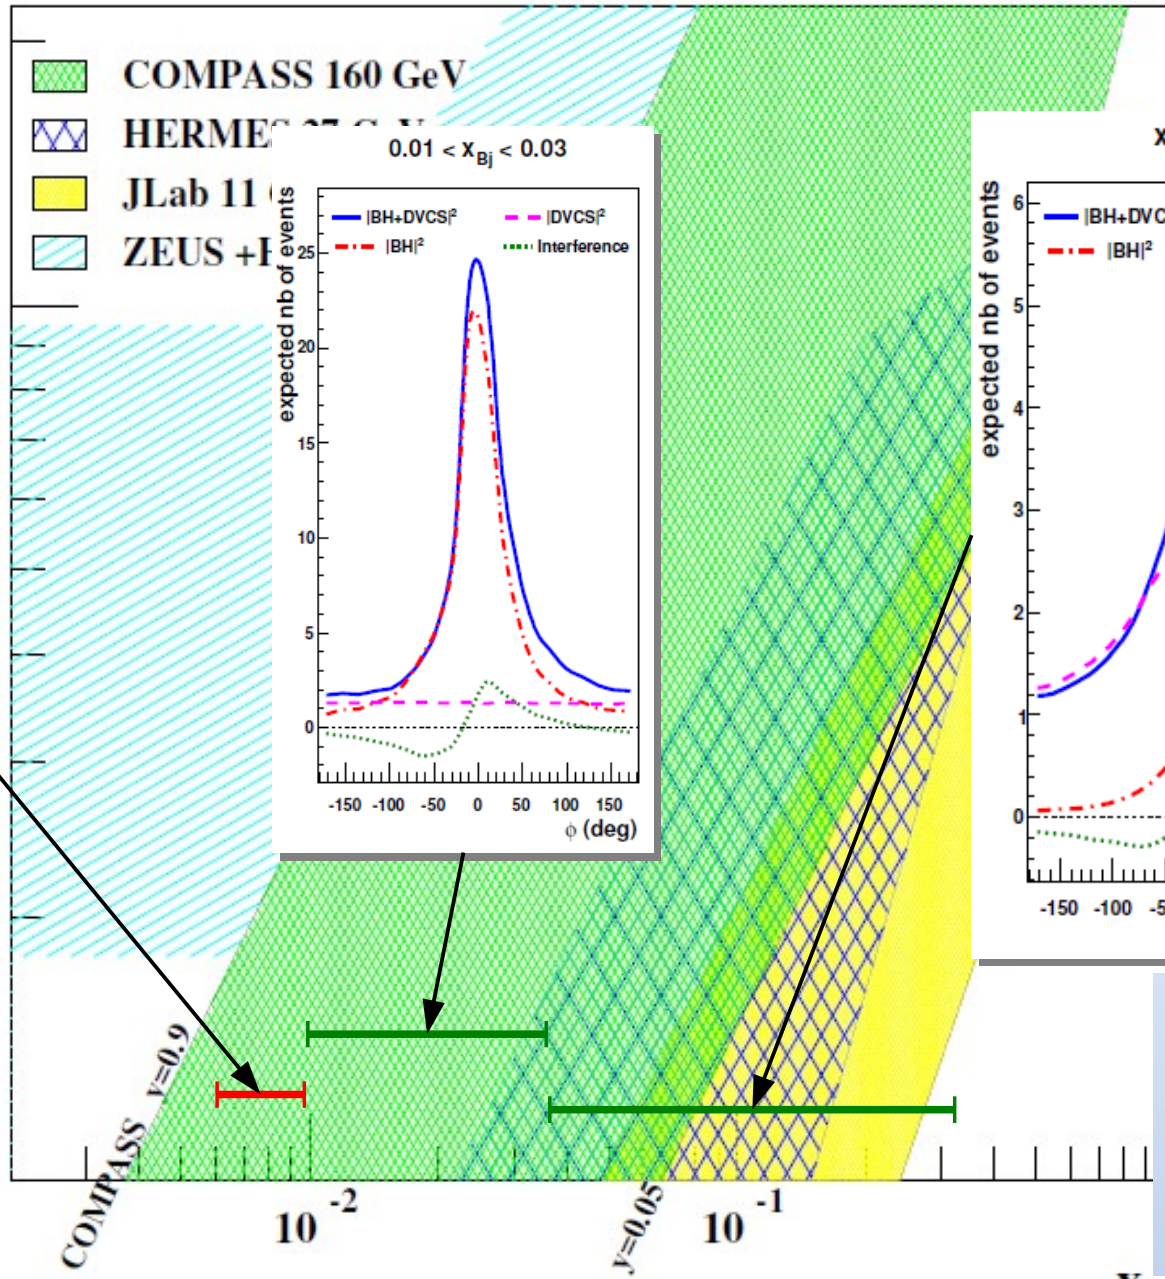 COMPASS 160 GeV
HERMES 27 GeV
JLab 11
ZEUS +
0.01 < x_Bj < 0.03
expected nb of events
|BH+DVCS|²
|DVCS|²
|BH|²
Interference
25
20
15
10
5
0
-150 -100 -50 0 50 100 150
ϕ (deg)
expected nb of events
|BH+DVC
|BH|²
6
5
4
3
2
1
0
-150 -100
COMPASS y=0.9
y=0.05
10^-2
10^-1